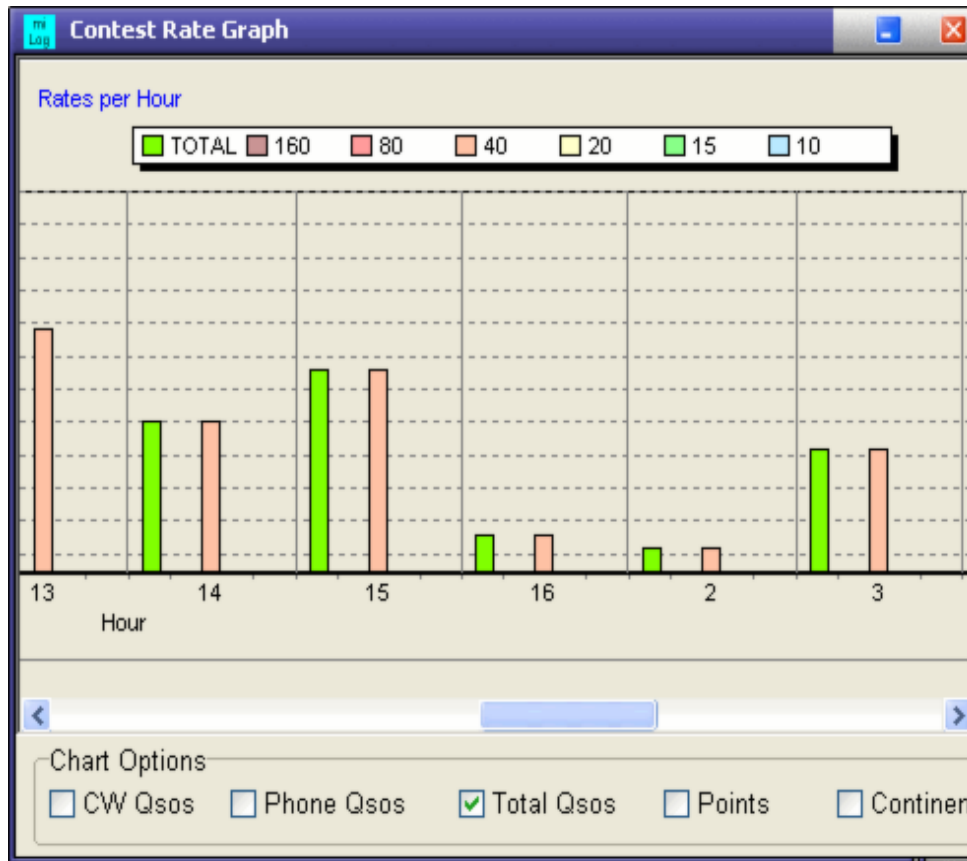 mi
Log
Contest Rate Graph
Rates per Hour
TOTAL 160 80 40 20 15 10
13 14 15 16 2 3
Hour
Chart Options
CW Qsos Phone Qsos Total Qsos Points Continen